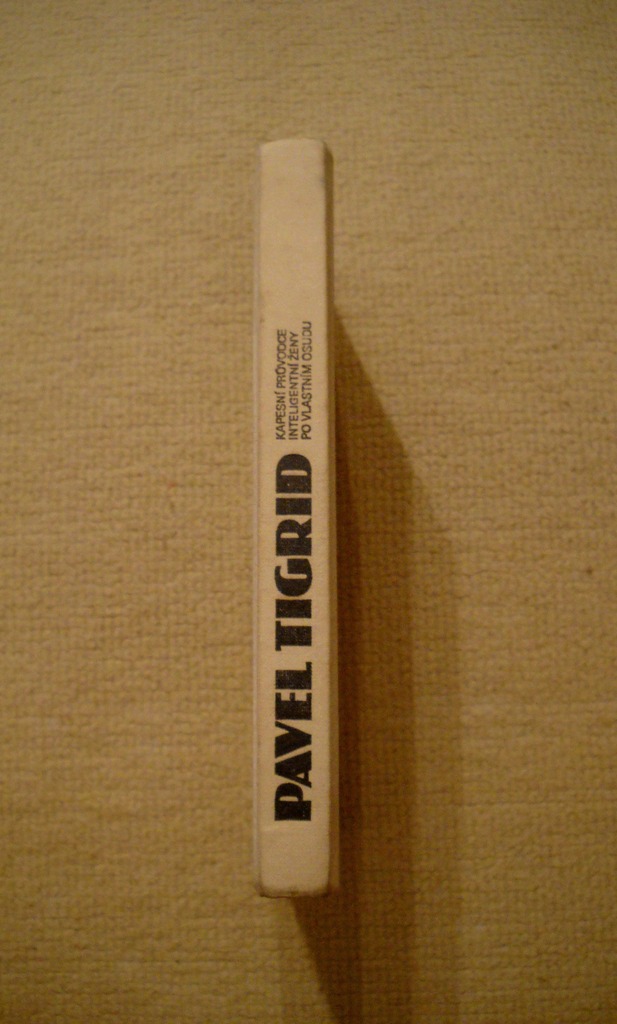 PAVEL TIGRID
KAPESNÍ PRŮVODCE
INTELIGENTNÍ ŽENY
PO VLASTNÍM OSUDU